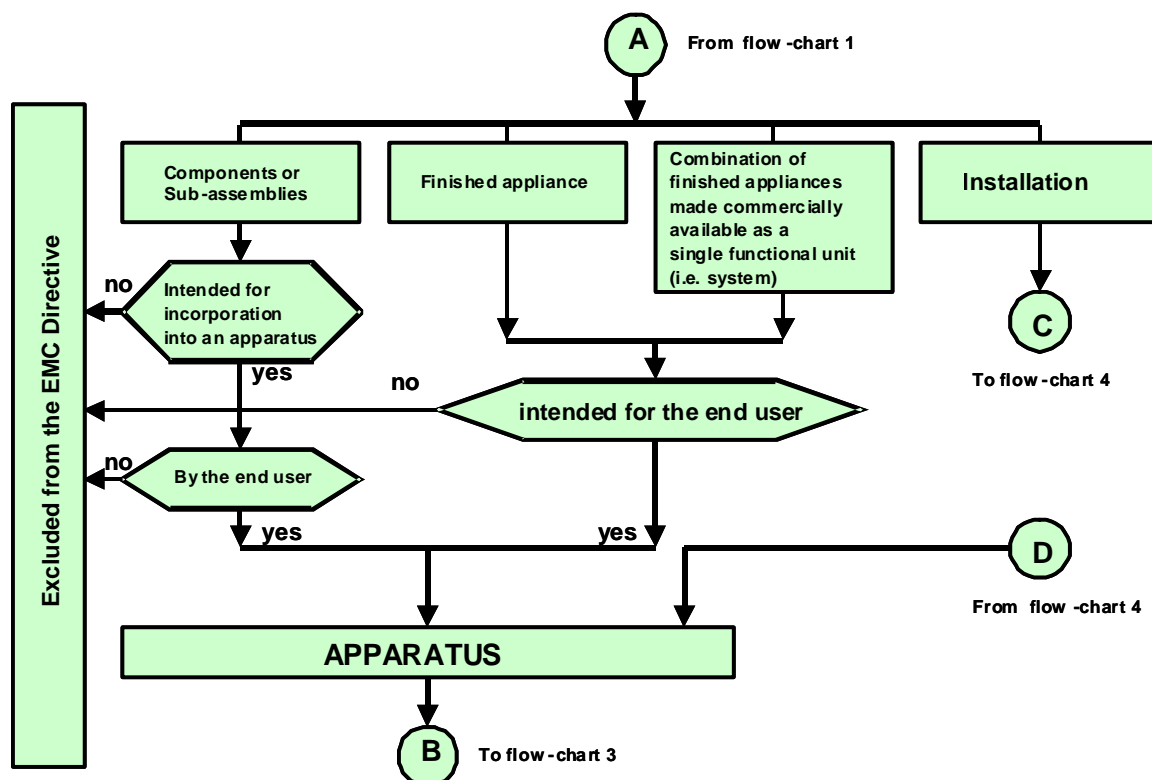 A
From flow-chart 1
Components or
Sub-assemblies
Finished appliance
Combination of
finished appliances
made commercially
available as a
single functional unit
(i.e. system)
Installation
Excluded from the EMC Directive
no
Intended for
incorporation
into an apparatus
yes
C
To flow-chart 4
no
intended for the end user
no
By the end user
yes
yes
D
From flow-chart 4
APPARATUS
B
To flow-chart 3